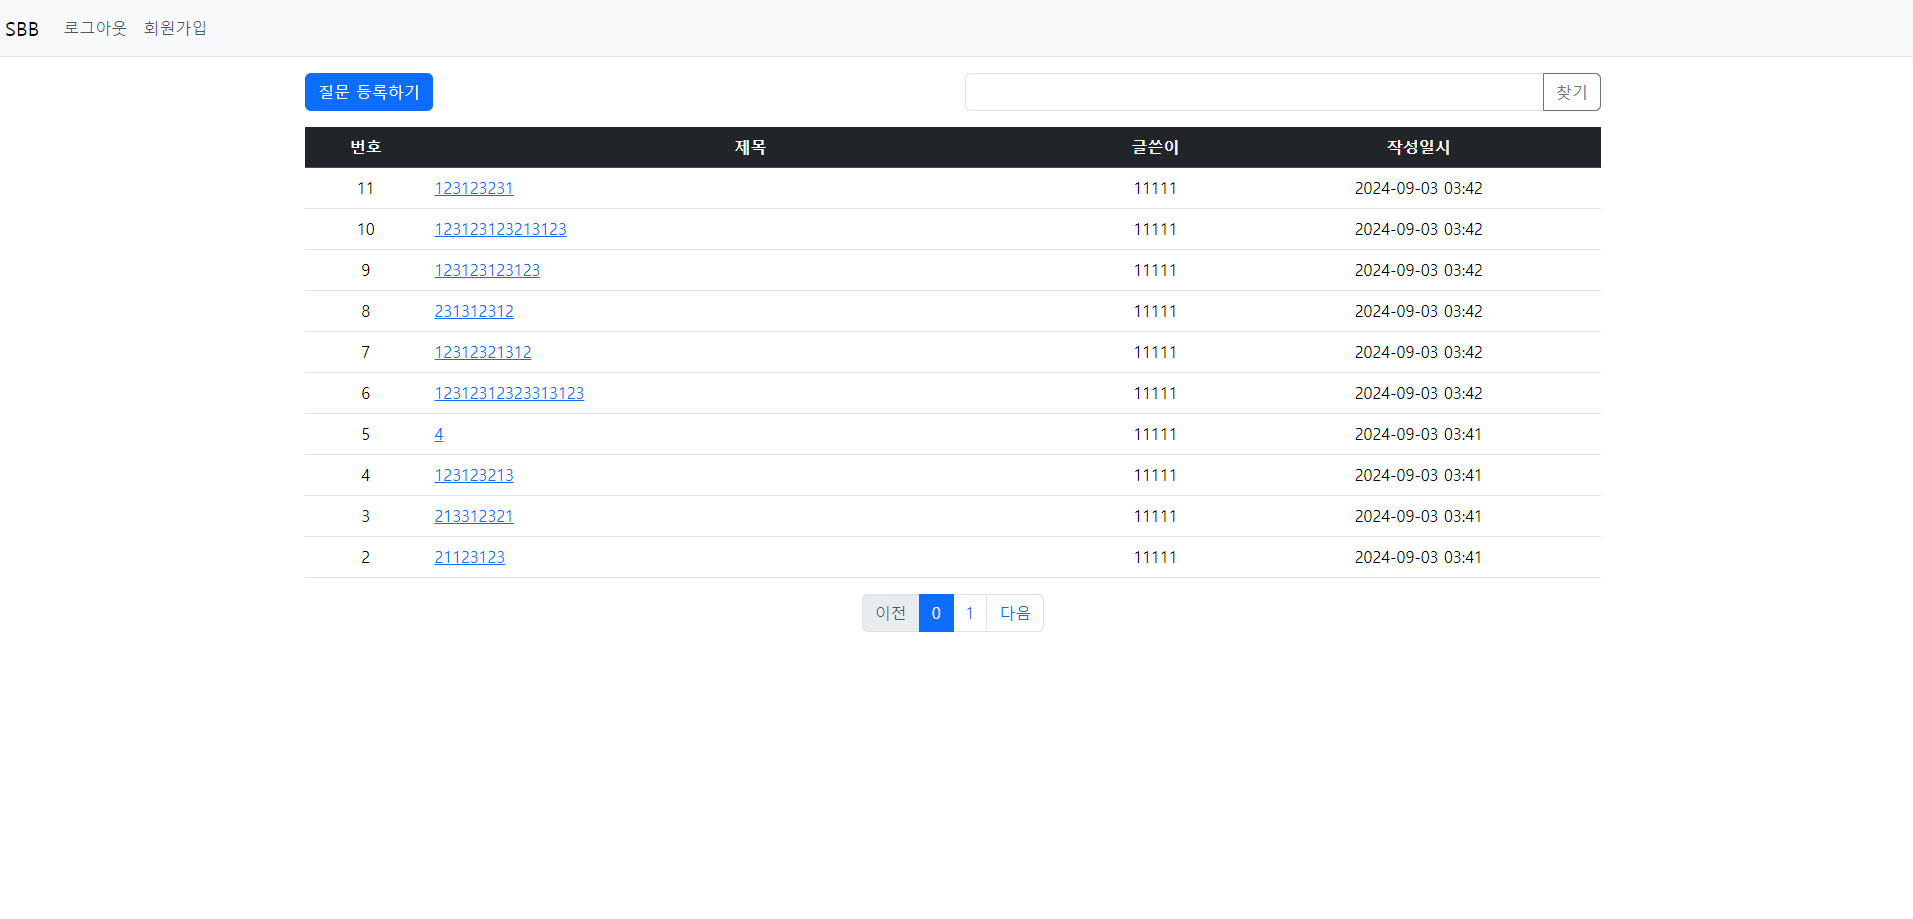 SBB 로그아웃 회원가입
질문 등록하기 찾기
번호 제목 글쓴이 작성일시
11 123123231 11111 2024-09-03 03:42
10 123123123213123 11111 2024-09-03 03:42
9 123123123123 11111 2024-09-03 03:42
8 231312312 11111 2024-09-03 03:42
7 12312321312 11111 2024-09-03 03:42
6 12312312323313123 11111 2024-09-03 03:42
5 4 11111 2024-09-03 03:41
4 123123213 11111 2024-09-03 03:41
3 213312321 11111 2024-09-03 03:41
2 21123123 11111 2024-09-03 03:41
이전 0 1 다음